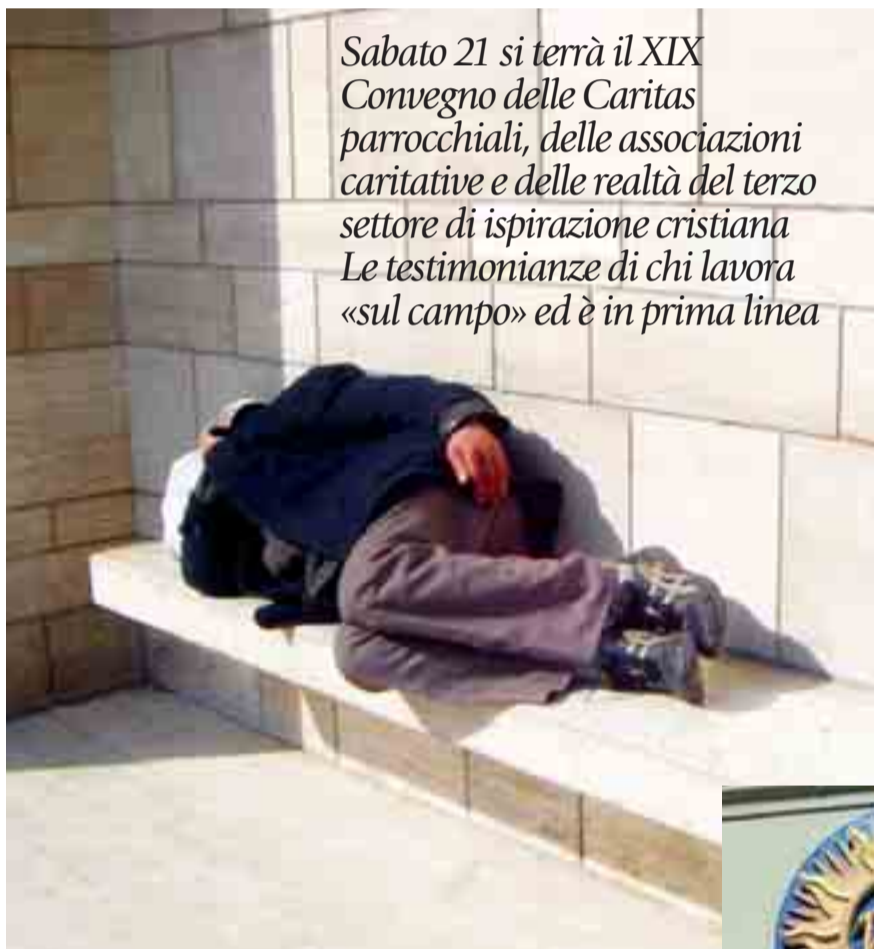 Sabato 21 si terrà il XIX
Convegno delle Caritas
parrocchiali, delle associazioni
caritative e delle realtà del terzo
settore di ispirazione cristiana
Le testimonianze di chi lavora
«sul campo» ed è in prima linea